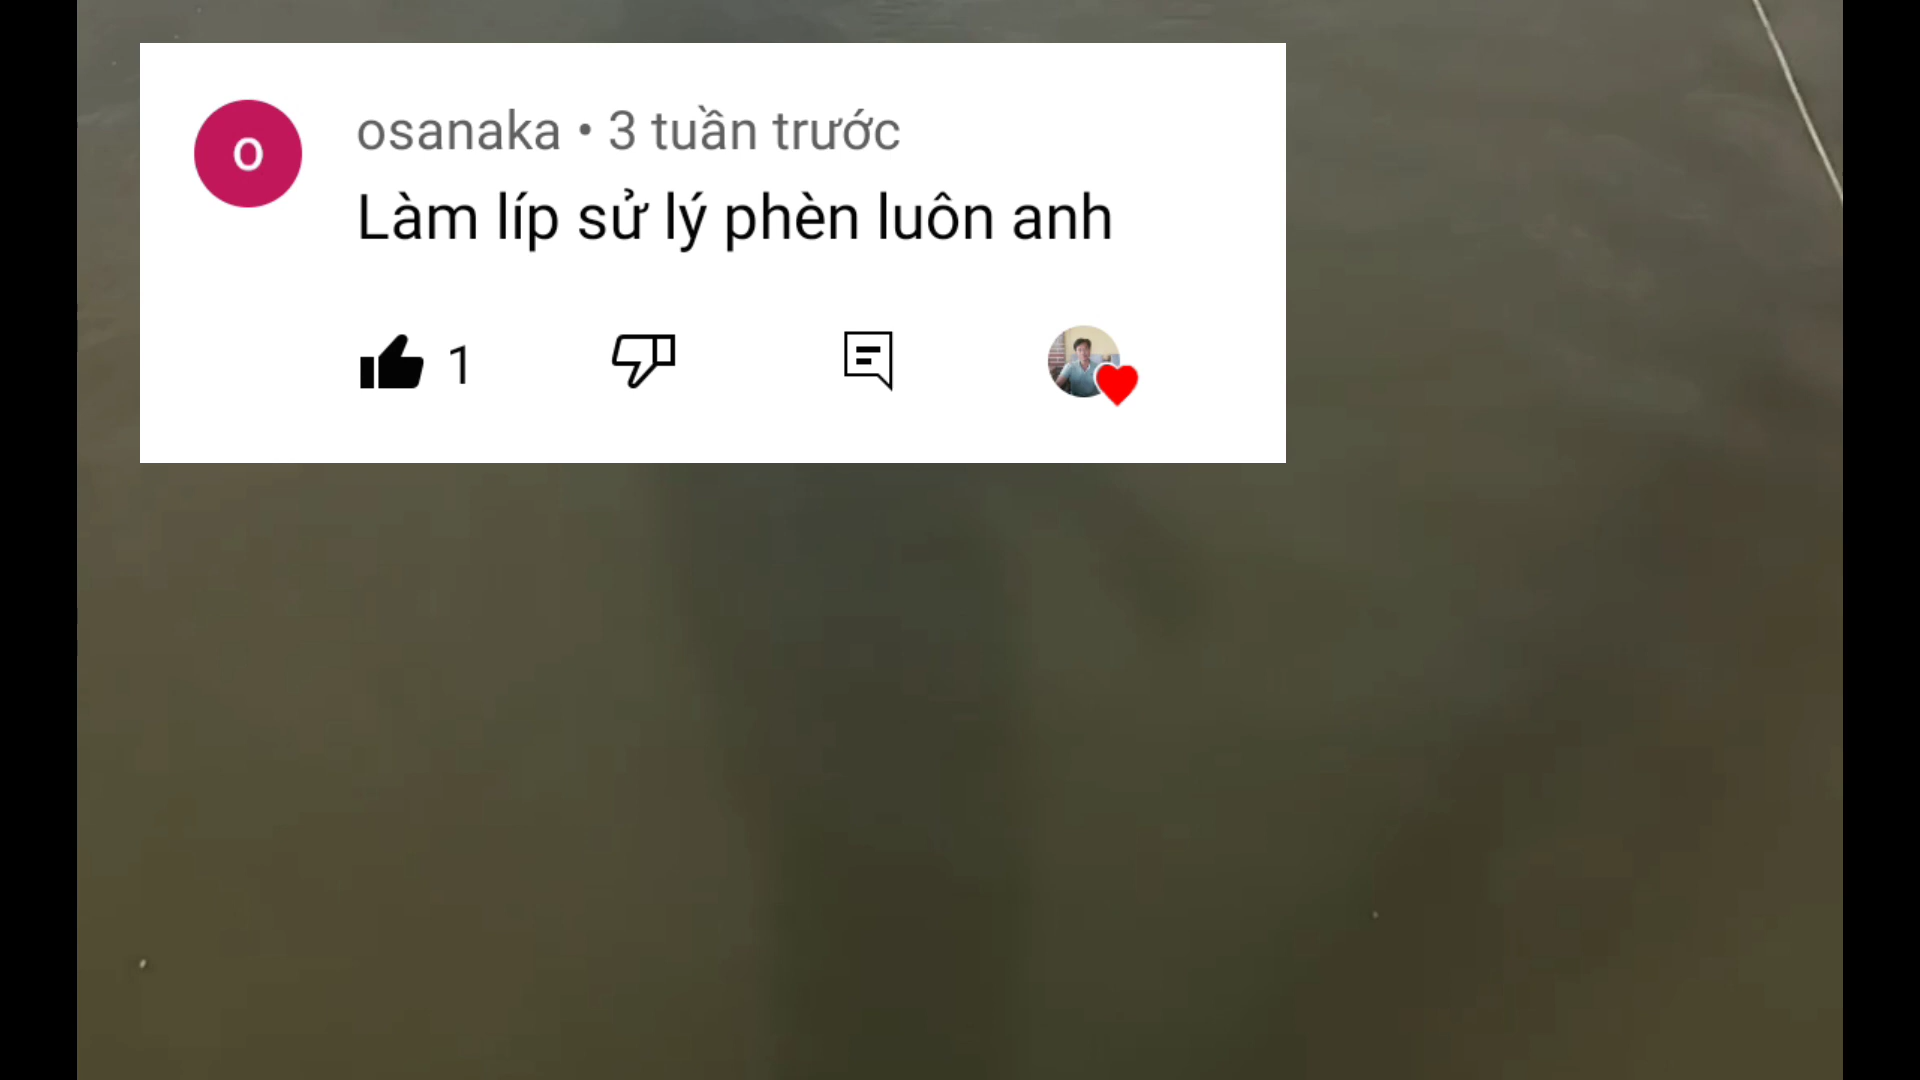 o
osanaka • 3 tuần trước
Làm líp sử lý phèn luôn anh
1